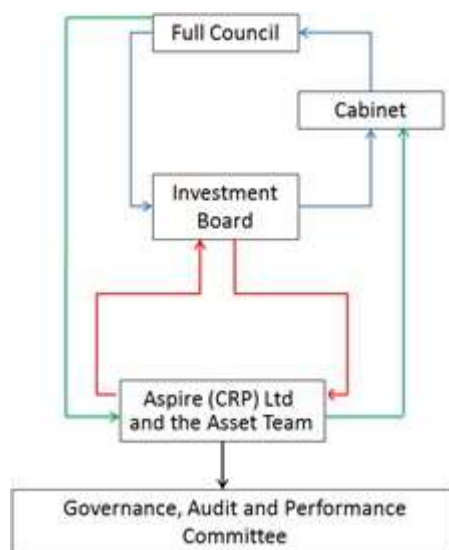 Full Council
Cabinet
Investment
Board
Aspire (CRP) Ltd
and the Asset Team
Governance, Audit and Performance
Committee